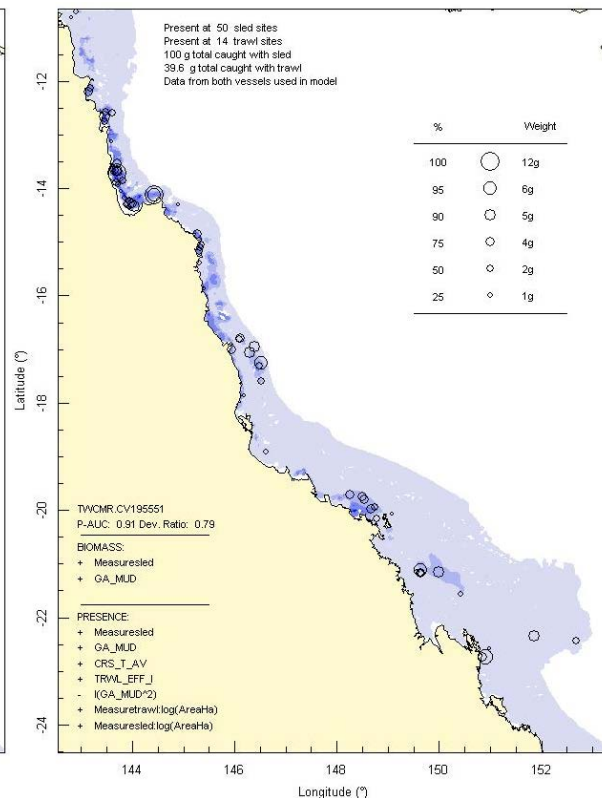 Present at 50 sled sites
Present at 14 trawl sites
100 g total caught with sled
39.6 g total caught with trawl
Data from both vessels used in model
% Weight
100 12g
95 6g
90 5g
75 4g
50 2g
25 1g
-12
-14
-16
-18
-20
-22
-24
Latitude (°)
TWCMR.CV195551
P-AUC: 0.91 Dev. Ratio: 0.79
BIOMASS:
+ Measuresled
+ GA_MUD
PRESENCE:
+ Measuresled
+ GA_MUD
+ CRS_T_AV
+ TRWL_EFF_I
- I(GA_MUD^2)
+ Measuretrawl:log(AreaHa)
+ Measuresled:log(AreaHa)
144 146 148 150 152
Longitude (°)